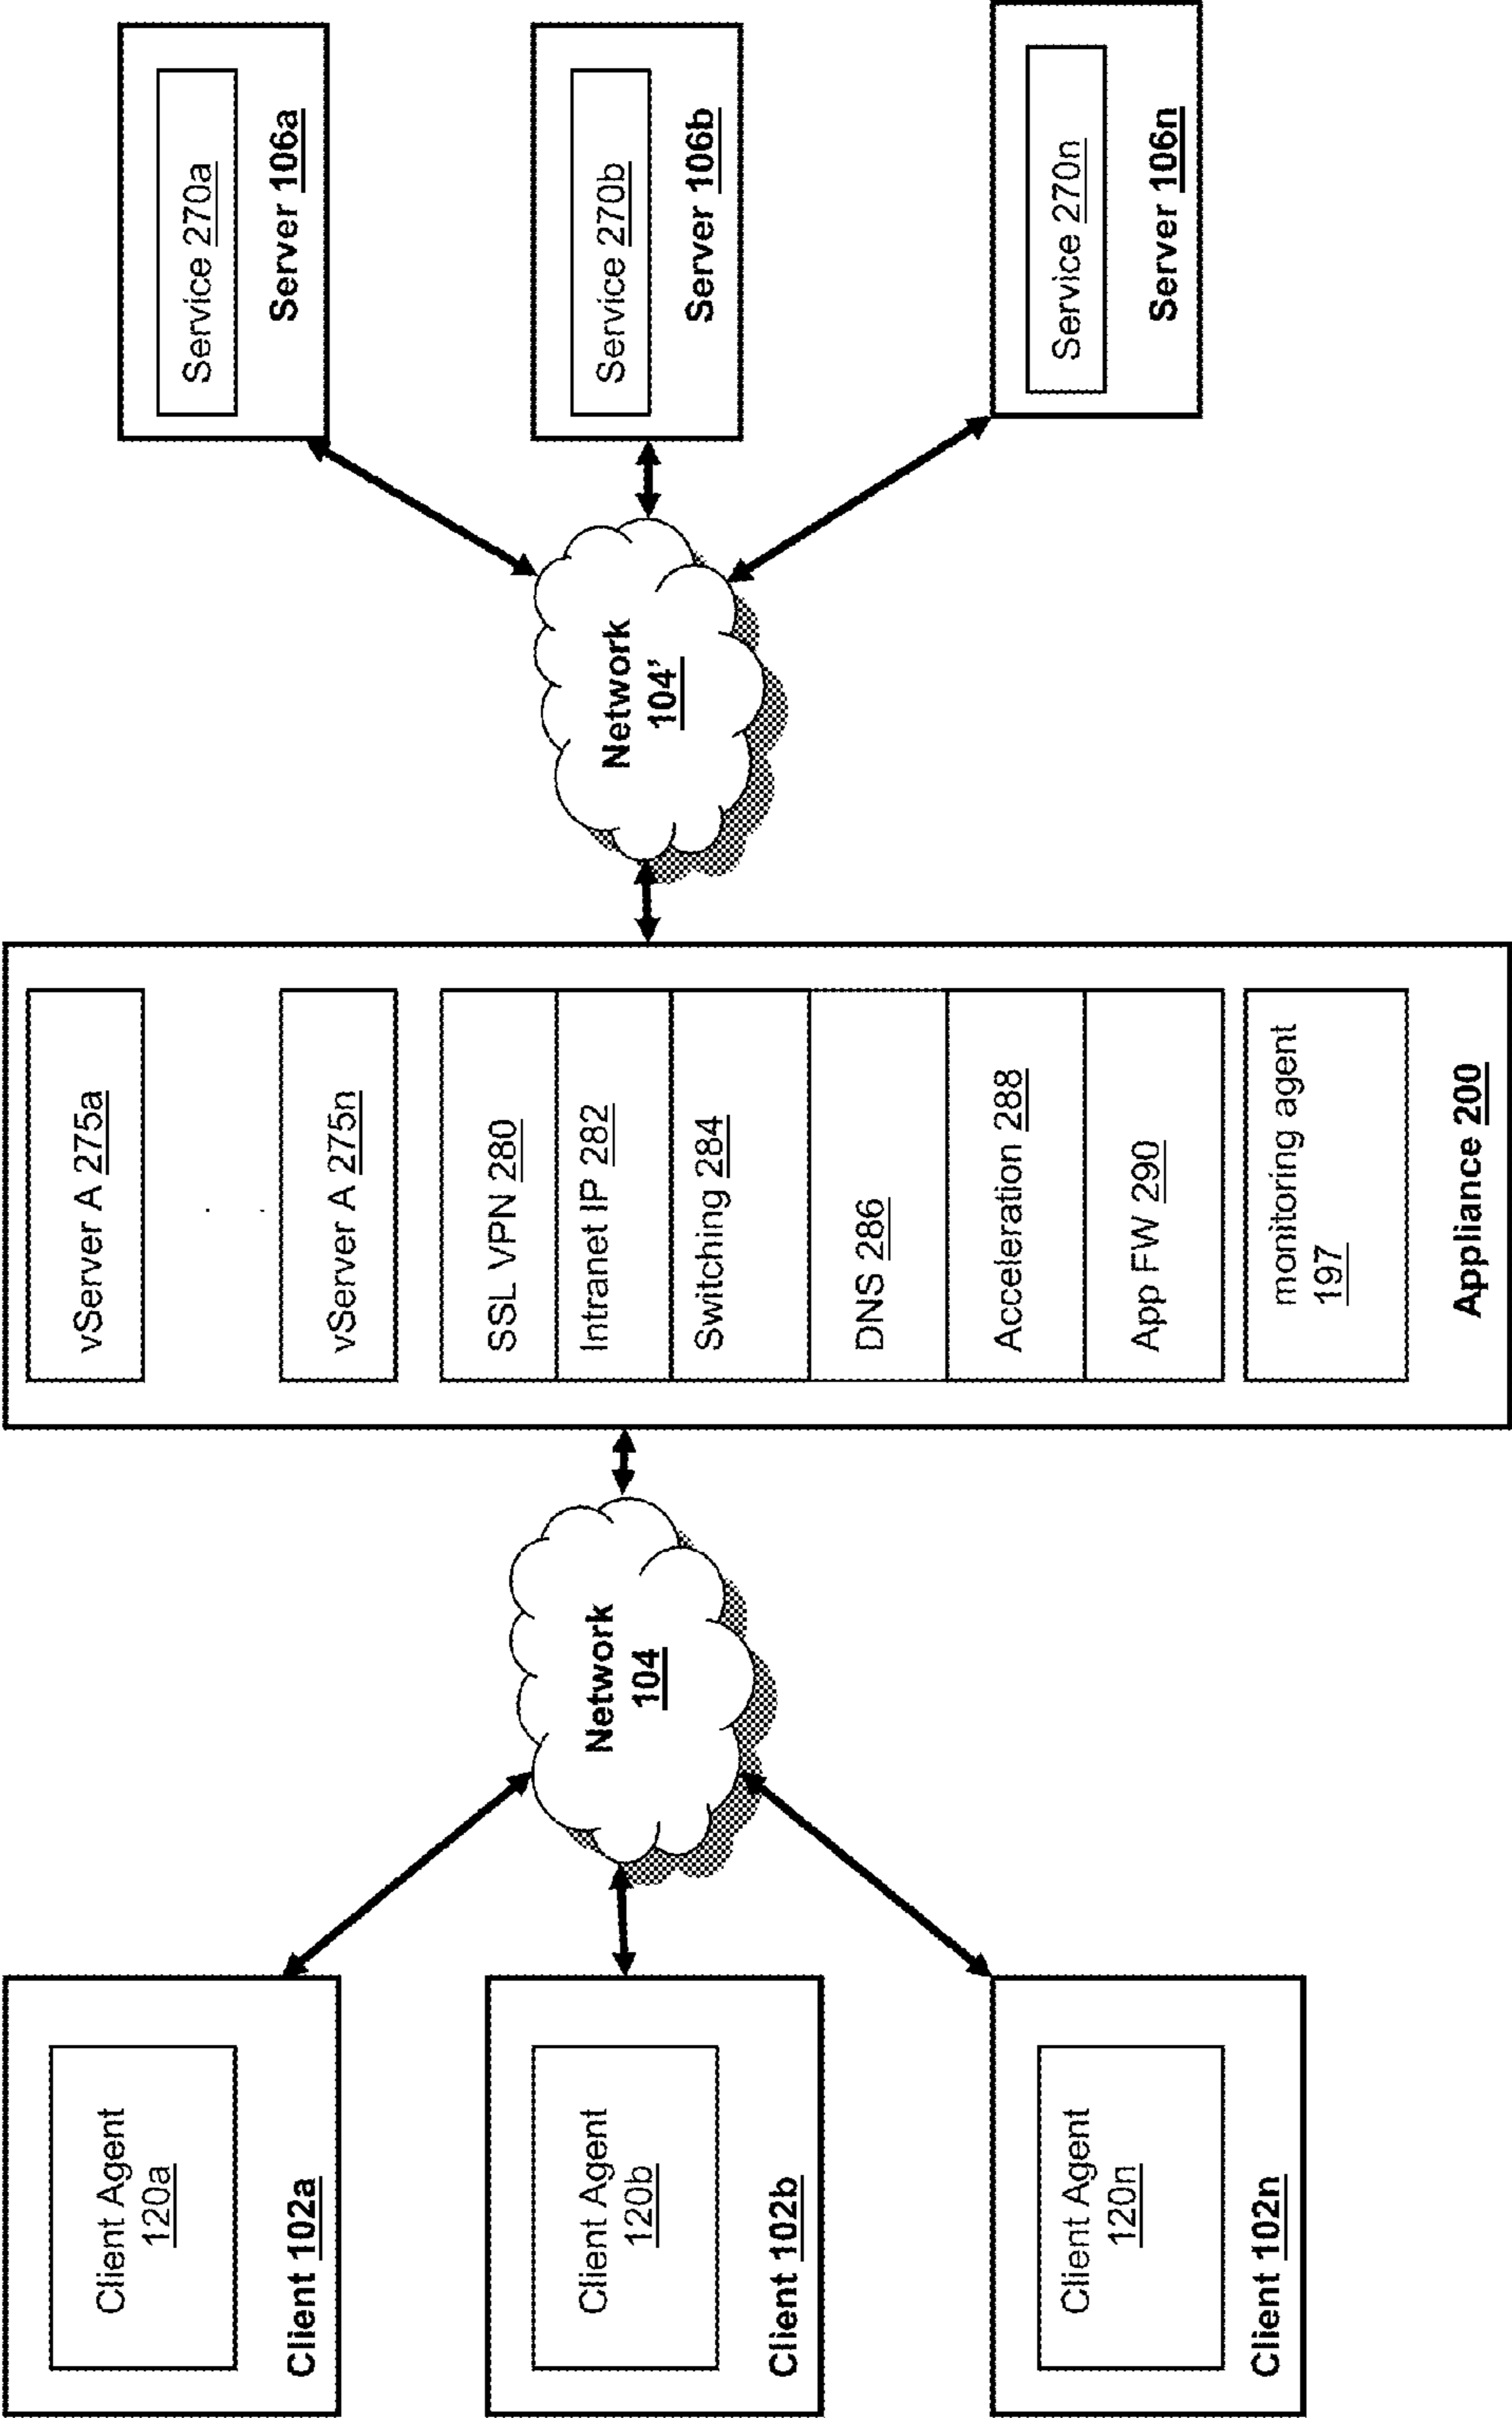 Client Agent
120a
Client 102a
Client Agent
120b
Client 102b
Client Agent
120n
Client 102n
Network
104
vServer A 275a
vServer A 275n
SSL VPN 280
Intranet IP 282
Switching 284
DNS 286
Acceleration 288
App FW 290
monitoring agent
197
Appliance 200
Network
104’
Service 270a
Server 106a
Service 270b
Server 106b
Service 270n
Server 106n